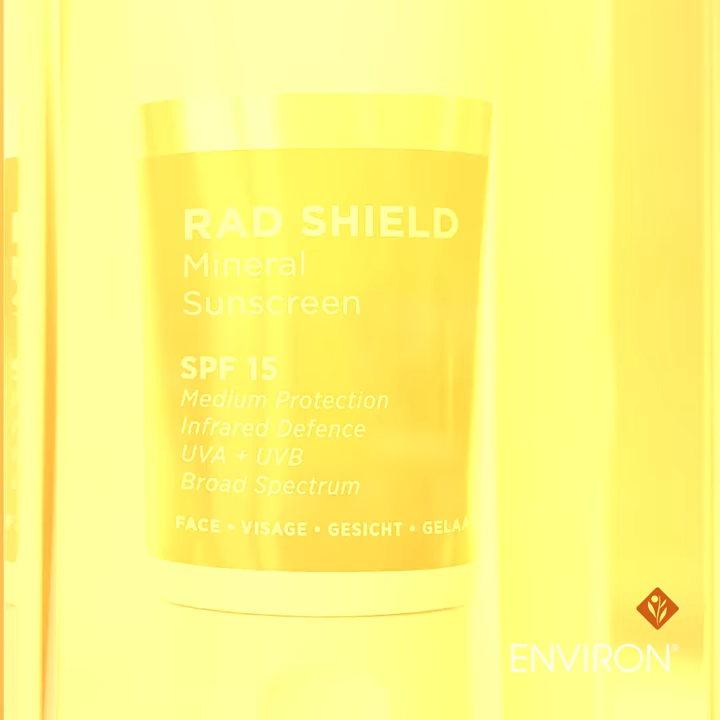 RAD SHIELD
Mineral
Sunscreen
SPF 15
Medium Protection
Infrared Defence
UVA + UVB
Broad Spectrum
FACE • VISAGE • GESICHT • GELAA
ENVIRON®